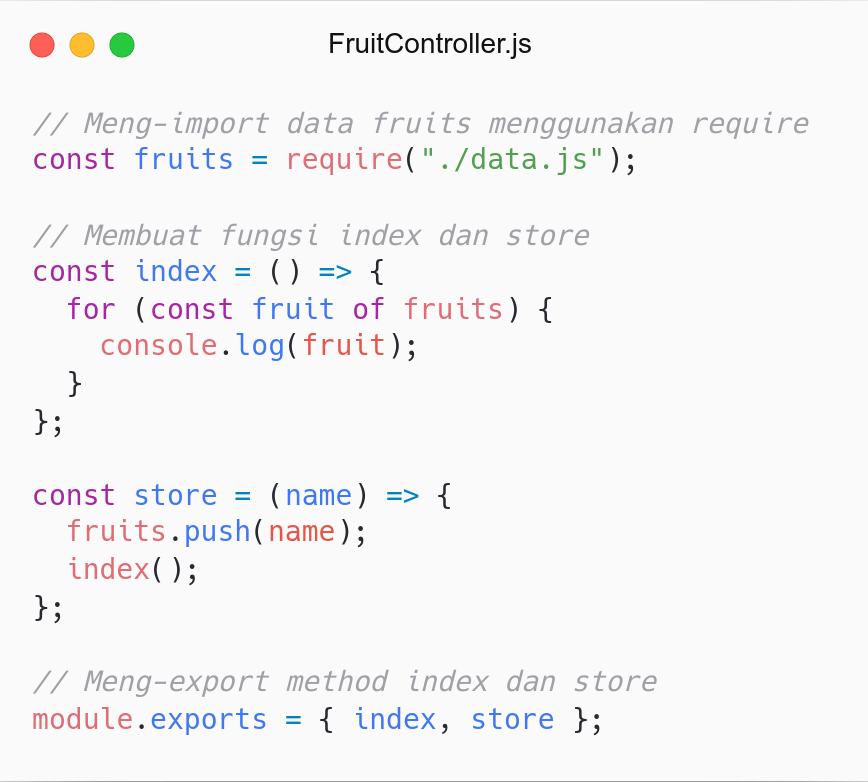 FruitController.js
// Meng-import data fruits menggunakan require
const fruits = require("./data.js");
// Membuat fungsi index dan store
const index = () => {
  for (const fruit of fruits) {
    console.log(fruit);
  }
};
const store = (name) => {
  fruits.push(name);
  index();
};
// Meng-export method index dan store
module.exports = { index, store };